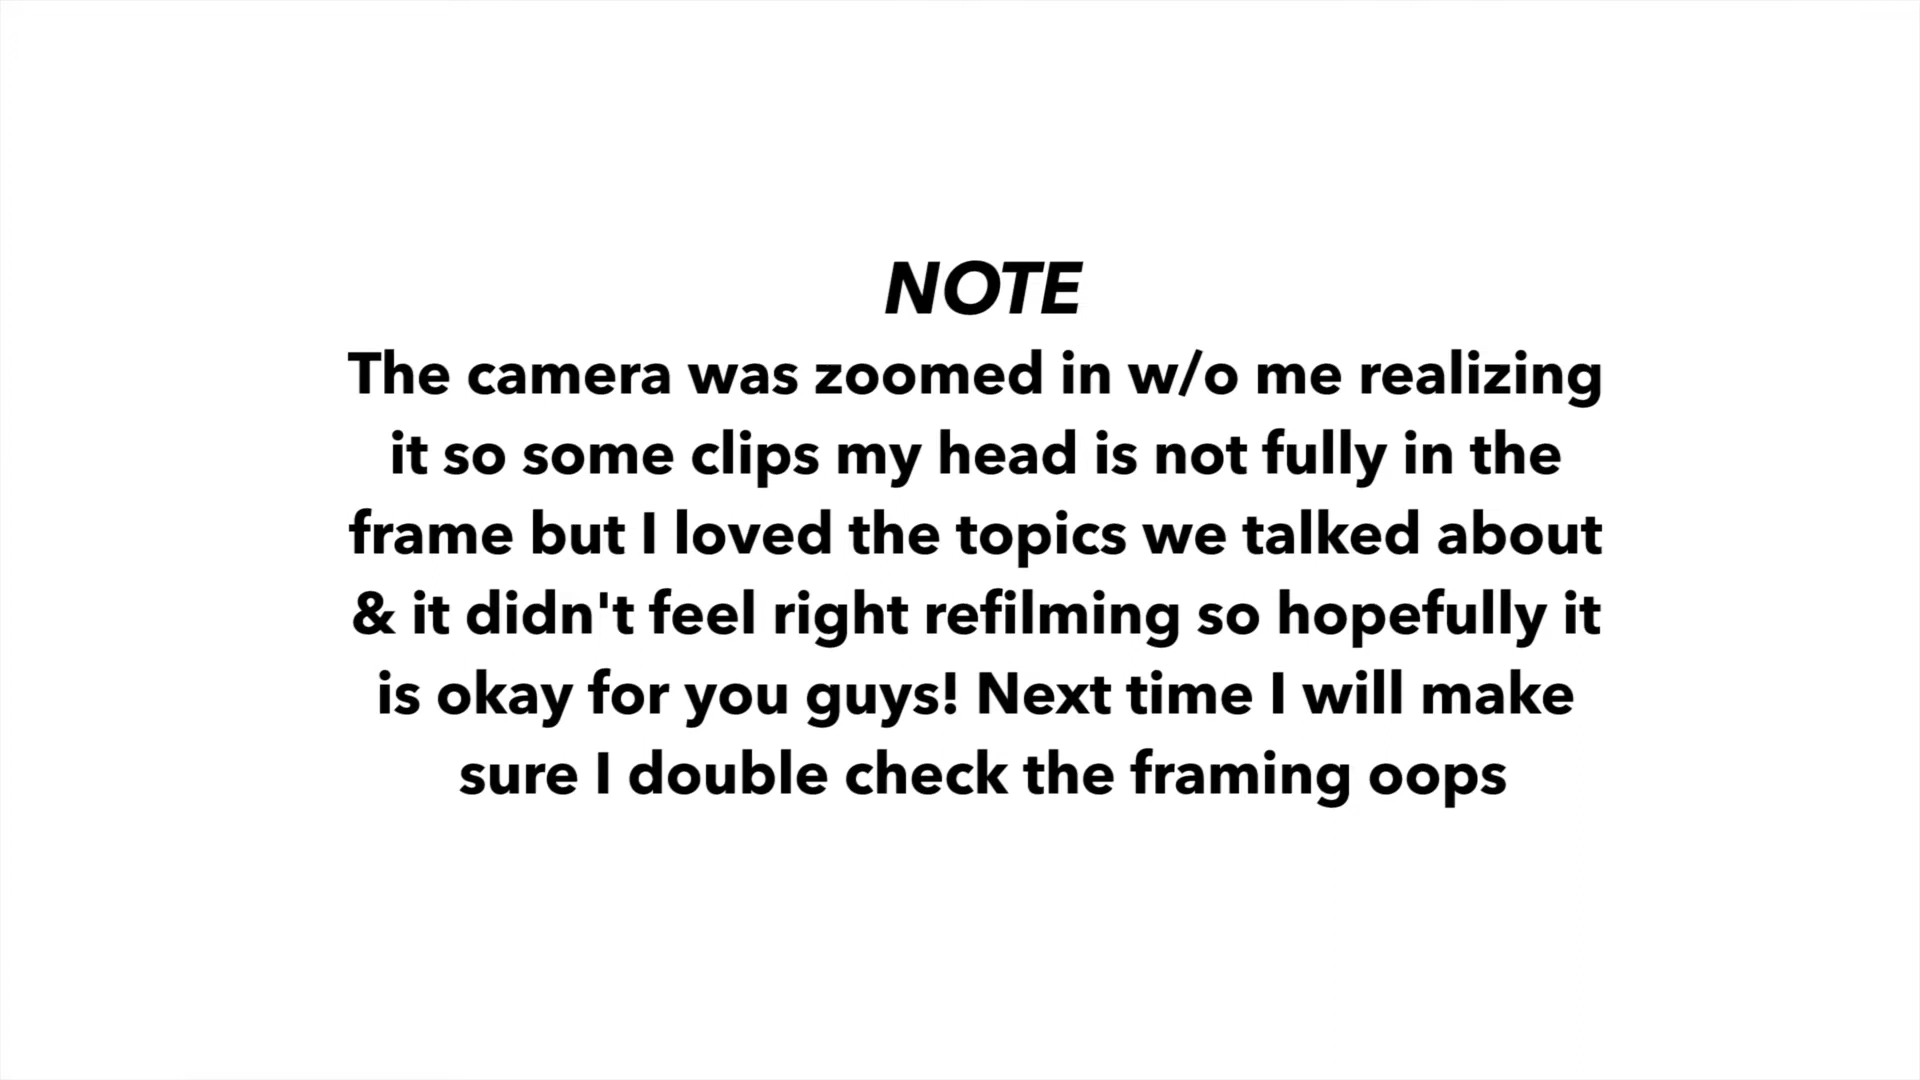 NOTE
The camera was zoomed in w/o me realizing
it so some clips my head is not fully in the
frame but I loved the topics we talked about
& it didn't feel right refilming so hopefully it
is okay for you guys! Next time I will make
sure I double check the framing oops